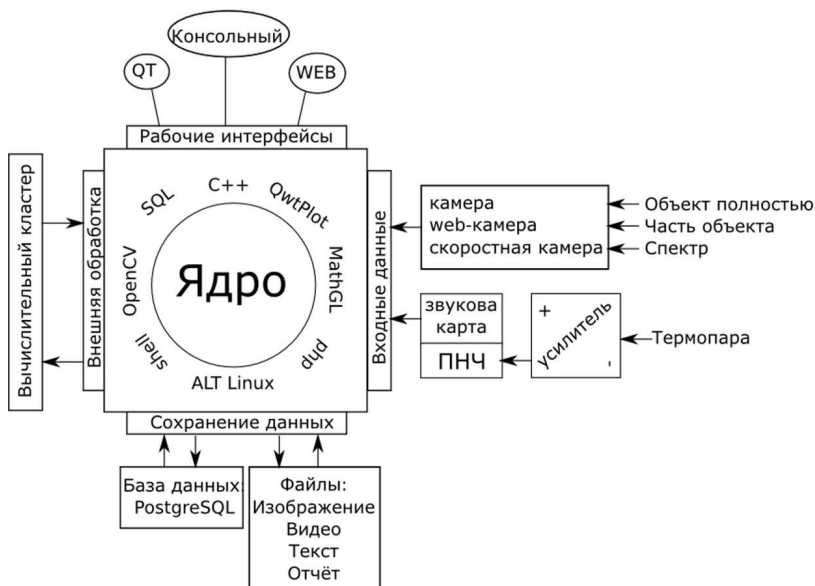 Консольный
QT
WEB
Рабочие интерфейсы
Вычислительный кластер
Внешняя обработка
SQL
C++
QwtPlot
OpenCV
MathGL
Ядро
shell
php
ALT Linux
Входные данные
камера
web-камера
скоростная камера
Объект полностью
Часть объекта
Спектр
звукова
карта
ПНЧ
+
усилитель
-
Термопара
Сохранение данных
База данных:
PostgreSQL
Файлы:
Изображение
Видео
Текст
Отчёт